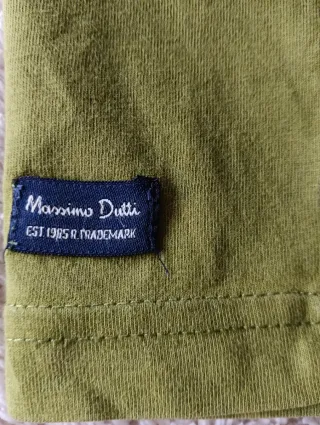 Massimo Dutti
EST 1985 R. TRADEMARK